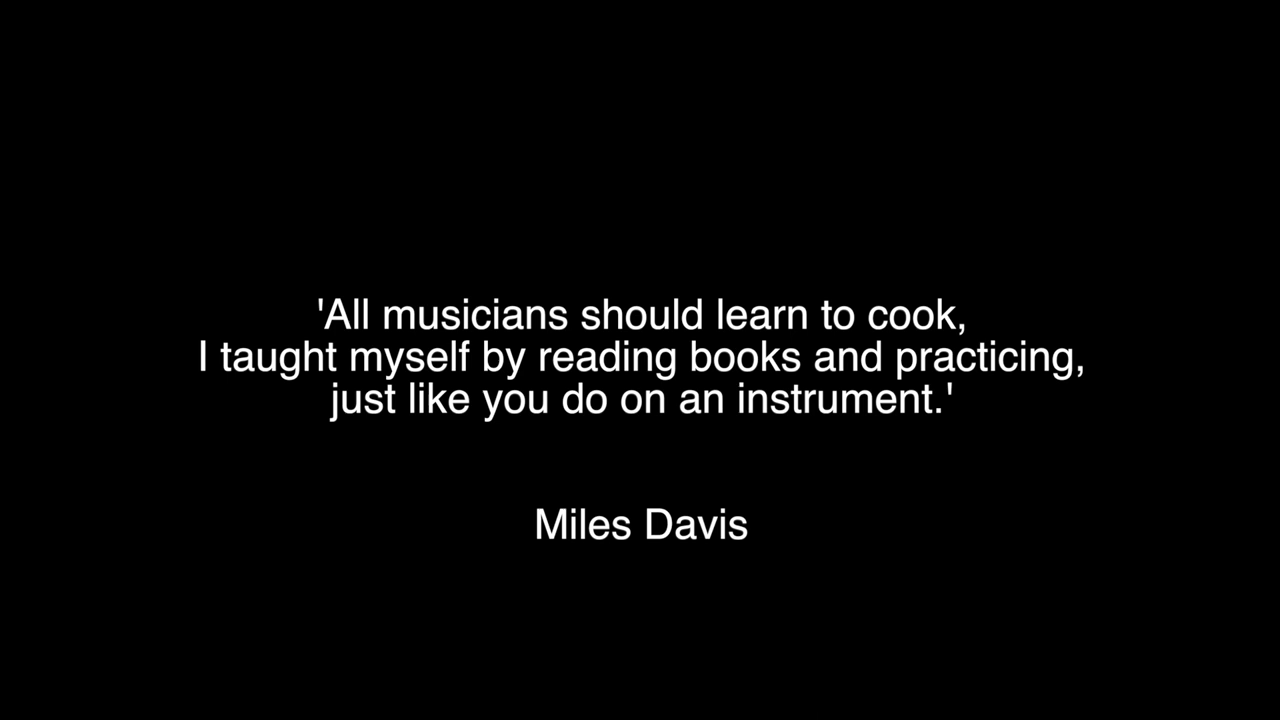 'All musicians should learn to cook,
I taught myself by reading books and practicing,
just like you do on an instrument.'
Miles Davis